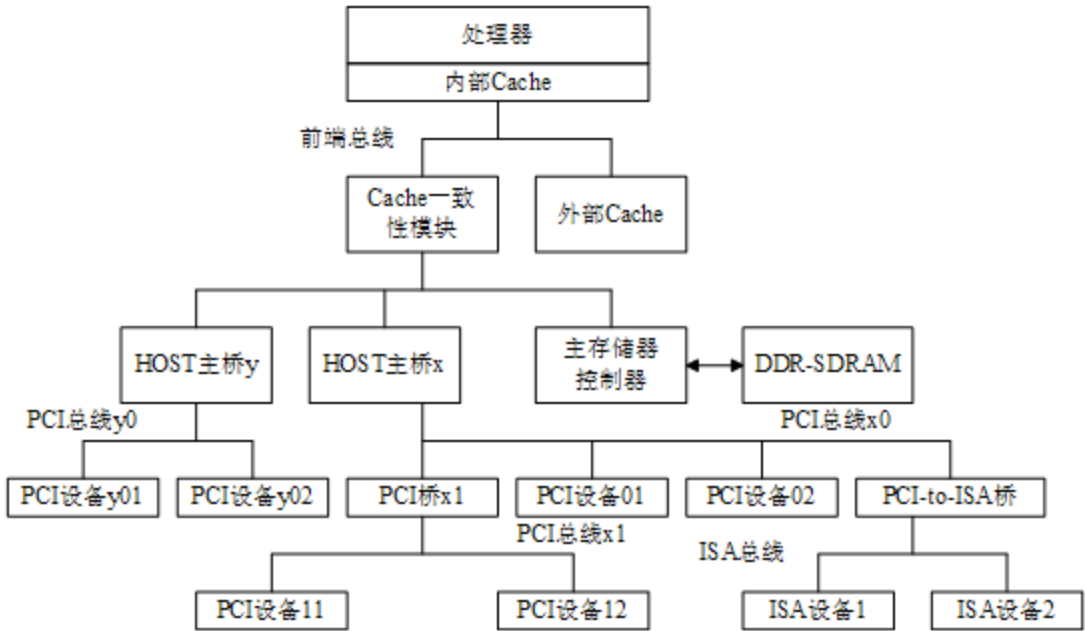 处理器
内部Cache
前端总线
Cache一致
性模块
外部Cache
HOST主桥y
HOST主桥x
主存储器
控制器
DDR-SDRAM
PCI总线y0
PCI总线x0
PCI设备y01
PCI设备y02
PCI桥x1
PCI设备01
PCI设备02
PCI-to-ISA桥
PCI总线x1
ISA总线
PCI设备11
PCI设备12
ISA设备1
ISA设备2